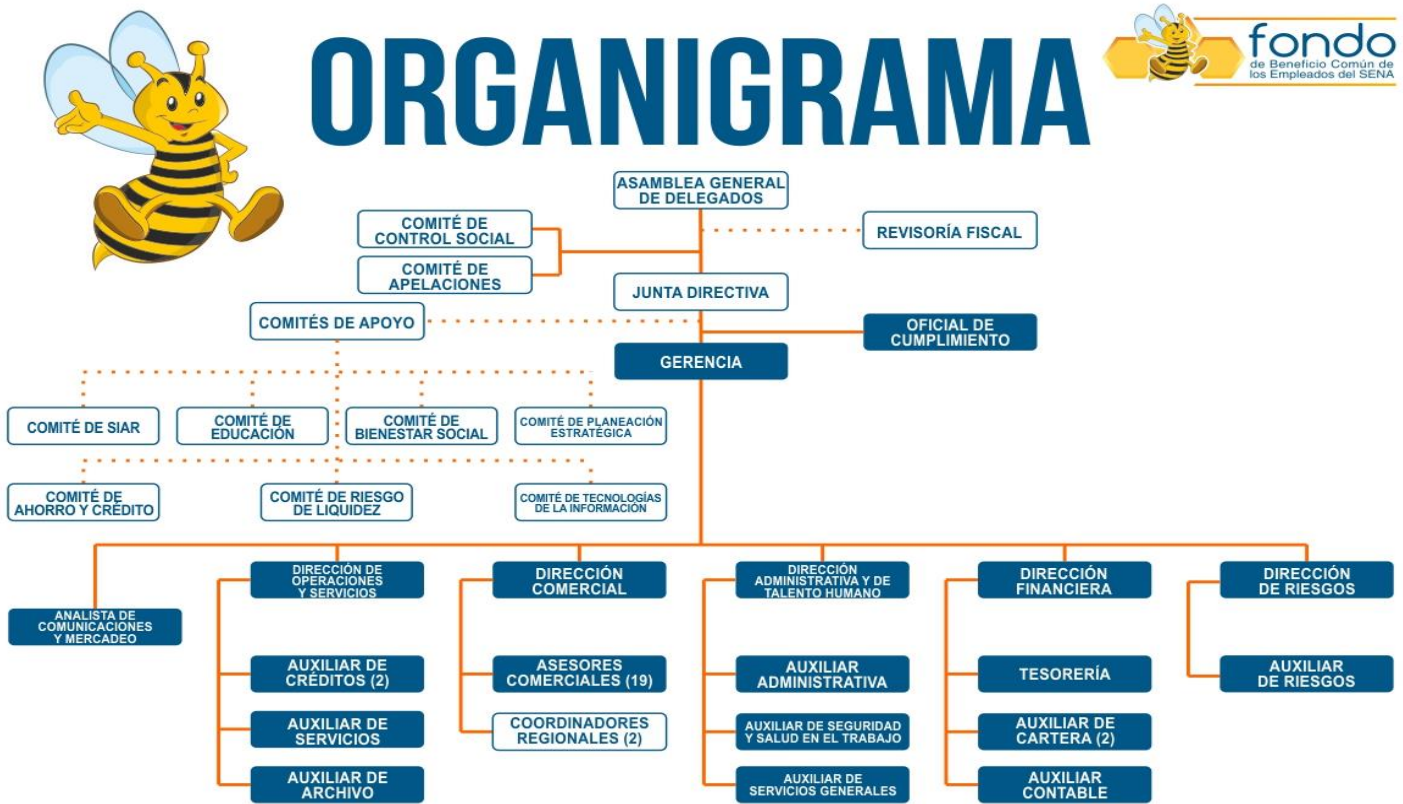 ORGANIGRAMA
fondo
de Beneficio Común de
los Empleados del SENA
ASAMBLEA GENERAL
DE DELEGADOS
COMITÉ DE
CONTROL SOCIAL
REVISORÍA FISCAL
COMITÉ DE
APELACIONES
JUNTA DIRECTIVA
COMITÉS DE APOYO
OFICIAL DE
CUMPLIMIENTO
GERENCIA
COMITÉ DE SIAR
COMITÉ DE
EDUCACIÓN
COMITÉ DE
BIENESTAR SOCIAL
COMITÉ DE PLANEACIÓN
ESTRATÉGICA
COMITÉ DE
AHORRO Y CRÉDITO
COMITÉ DE RIESGO
DE LIQUIDEZ
COMITÉ DE TECNOLOGÍAS
DE LA INFORMACIÓN
ANALISTA DE
COMUNICACIONES
Y MERCADEO
DIRECCIÓN DE
OPERACIONES
Y SERVICIOS
AUXILIAR DE
CRÉDITOS (2)
AUXILIAR DE
SERVICIOS
AUXILIAR DE
ARCHIVO
DIRECCIÓN
COMERCIAL
ASESORES
COMERCIALES (19)
COORDINADORES
REGIONALES (2)
DIRECCIÓN
ADMINISTRATIVA Y DE
TALENTO HUMANO
AUXILIAR
ADMINISTRATIVA
AUXILIAR DE SEGURIDAD
Y SALUD EN EL TRABAJO
AUXILIAR DE
SERVICIOS GENERALES
DIRECCIÓN
FINANCIERA
TESORERÍA
AUXILIAR DE
CARTERA (2)
AUXILIAR
CONTABLE
DIRECCIÓN
DE RIESGOS
AUXILIAR
DE RIESGOS